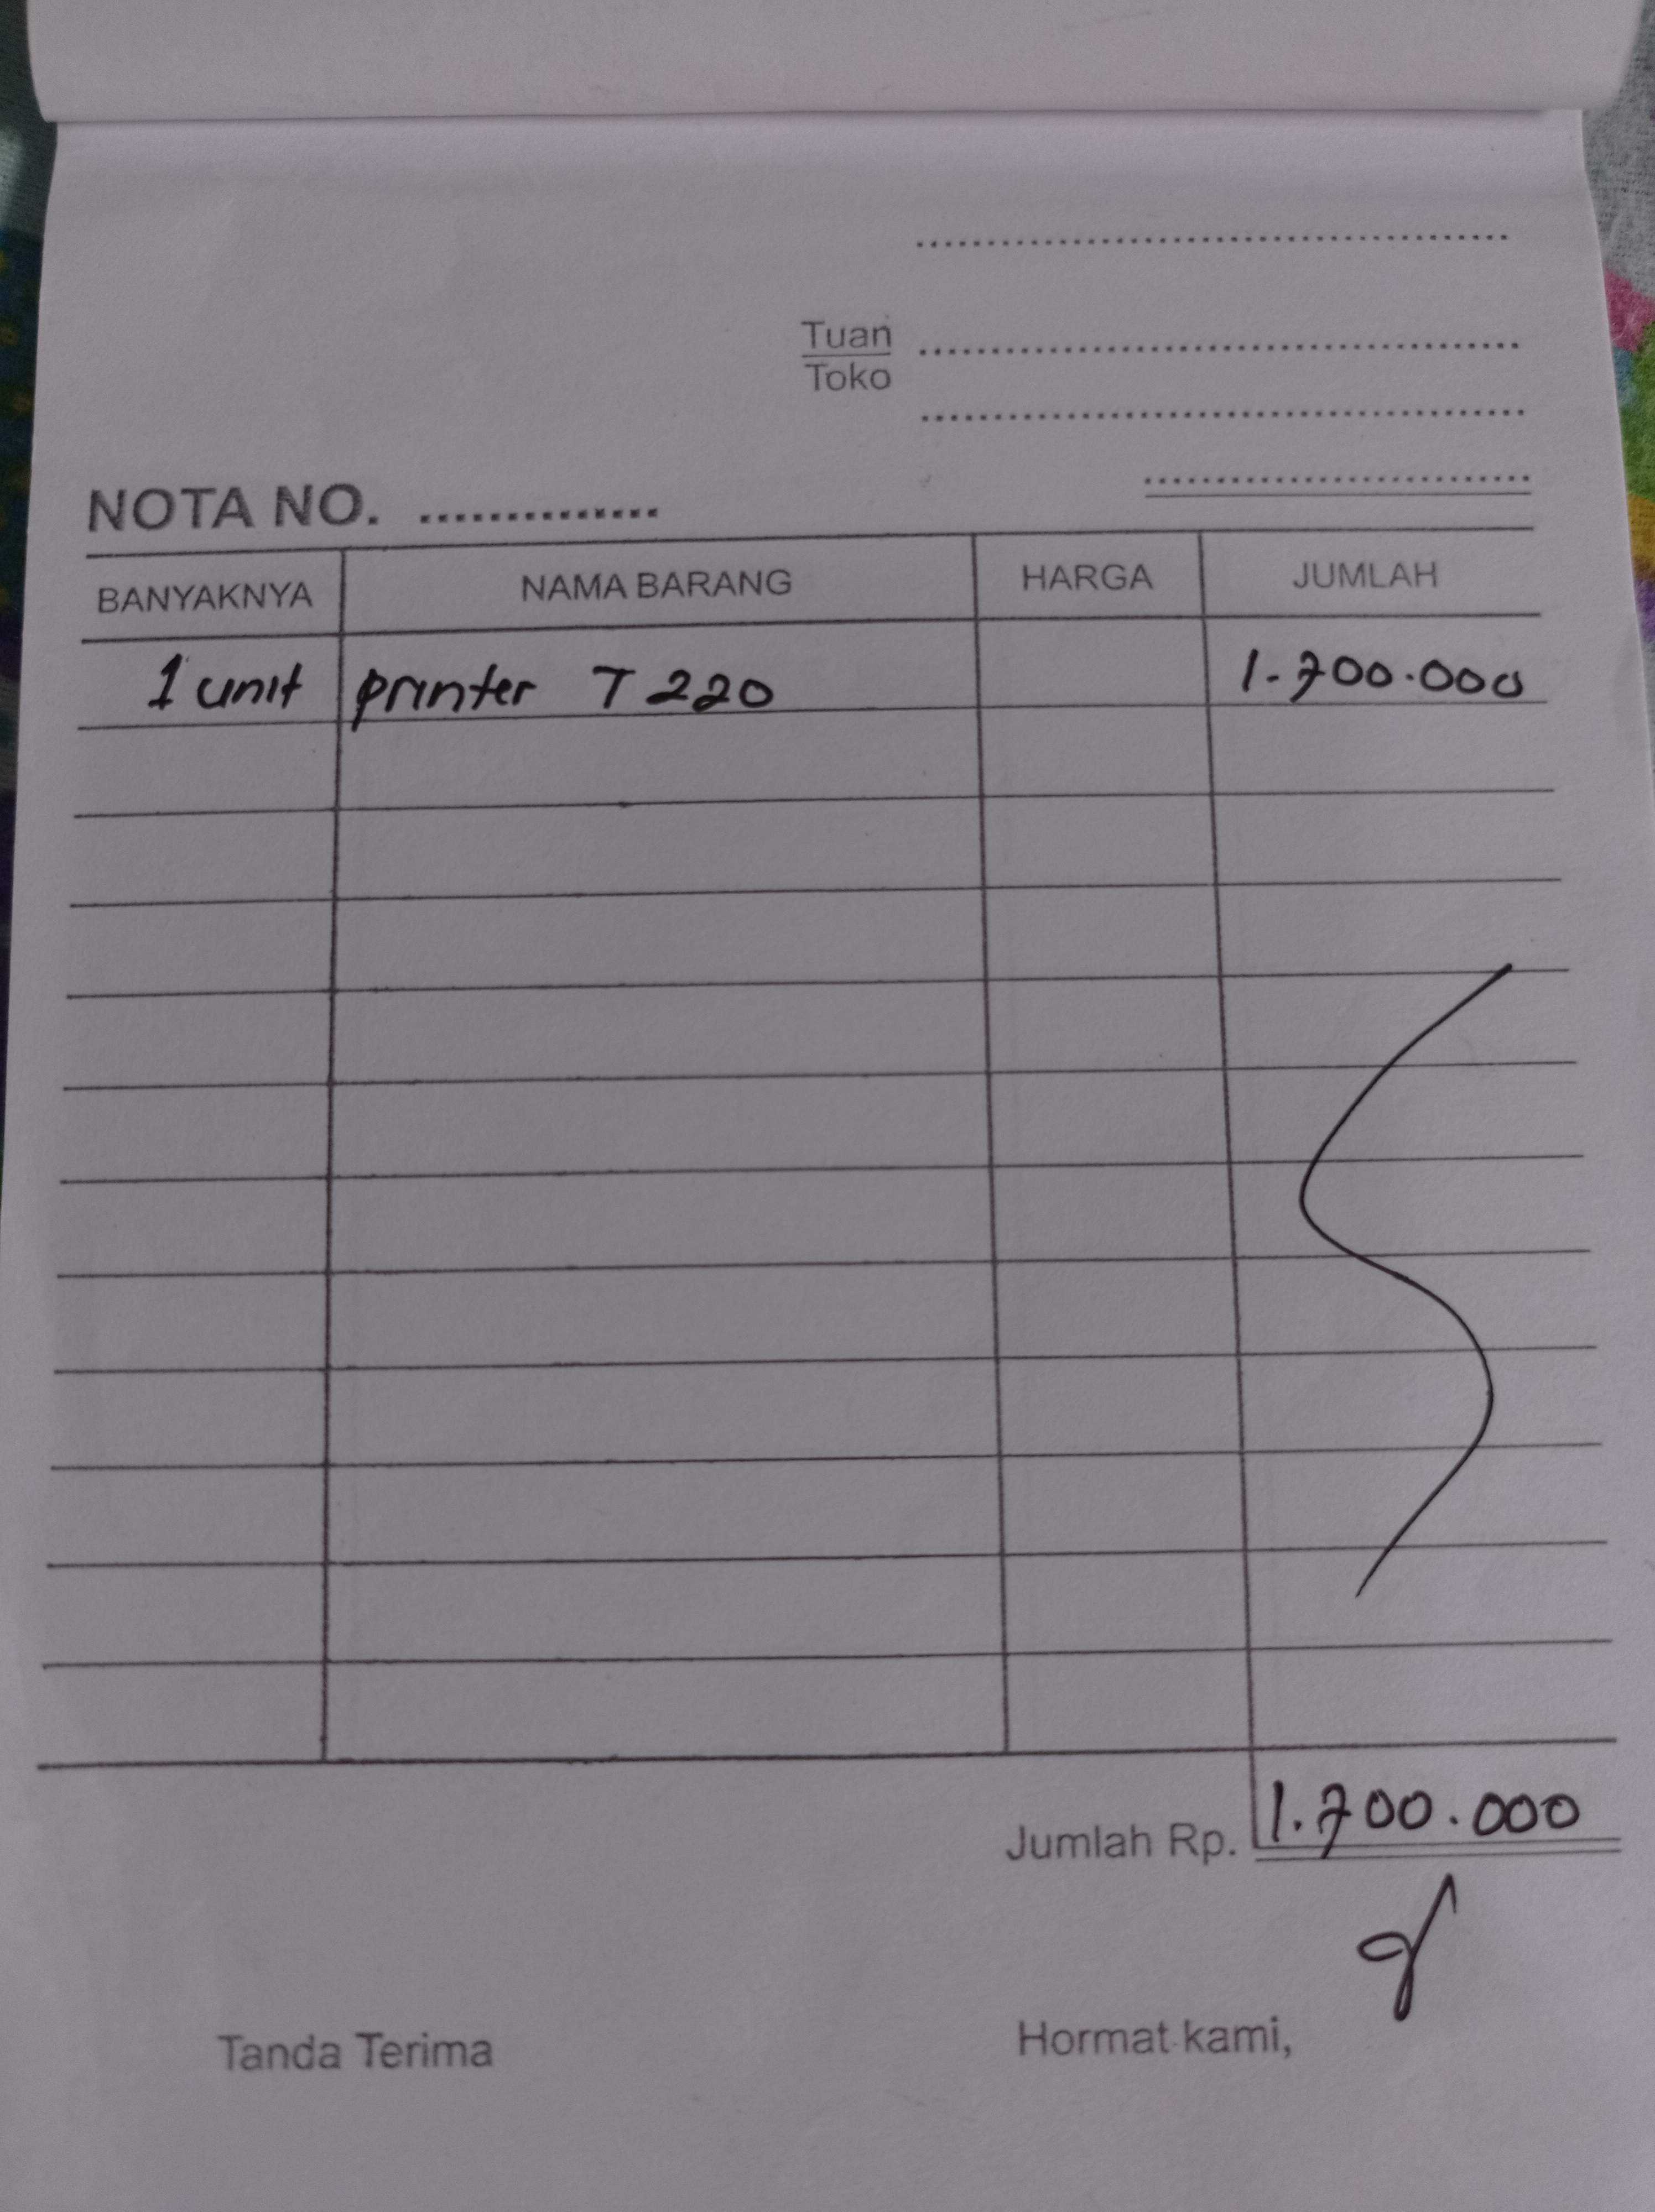 Tuan
Toko
NOTA NO. ..............
BANYAKNYA NAMA BARANG HARGA JUMLAH
1 unit printer T 220 1.700.000
Jumlah Rp. 1.700.000
Tanda Terima Hormat kami,